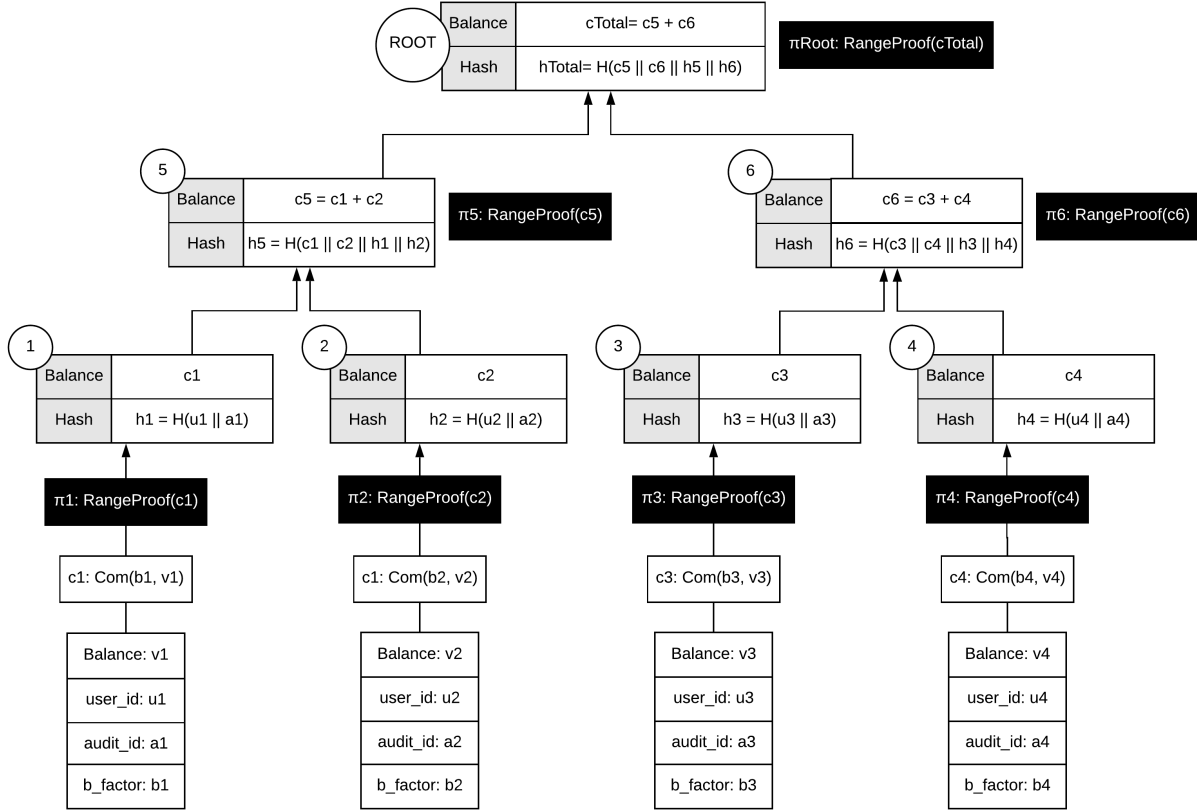 ROOT
Balance
cTotal= c5 + c6
Hash
hTotal= H(c5 || c6 || h5 || h6)
πRoot: RangeProof(cTotal)
5
Balance
c5 = c1 + c2
Hash
h5 = H(c1 || c2 || h1 || h2)
π5: RangeProof(c5)
6
Balance
c6 = c3 + c4
Hash
h6 = H(c3 || c4 || h3 || h4)
π6: RangeProof(c6)
1
Balance
c1
Hash
h1 = H(u1 || a1)
2
Balance
c2
Hash
h2 = H(u2 || a2)
3
Balance
c3
Hash
h3 = H(u3 || a3)
4
Balance
c4
Hash
h4 = H(u4 || a4)
π1: RangeProof(c1)
π2: RangeProof(c2)
π3: RangeProof(c3)
π4: RangeProof(c4)
c1: Com(b1, v1)
c1: Com(b2, v2)
c3: Com(b3, v3)
c4: Com(b4, v4)
Balance: v1
user_id: u1
audit_id: a1
b_factor: b1
Balance: v2
user_id: u2
audit_id: a2
b_factor: b2
Balance: v3
user_id: u3
audit_id: a3
b_factor: b3
Balance: v4
user_id: u4
audit_id: a4
b_factor: b4